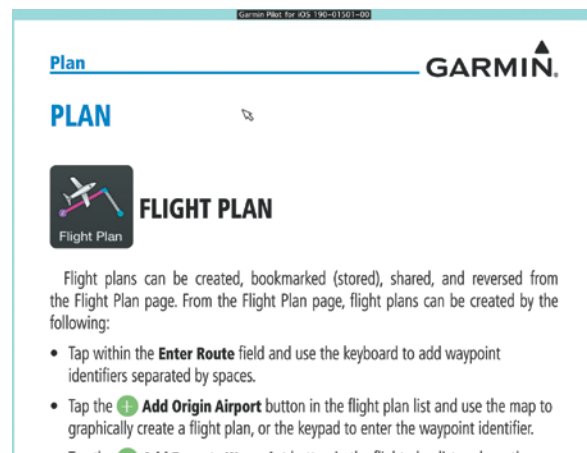 Garmin Pilot for iOS 190-01501-00
Plan
GARMIN.
PLAN
Flight Plan
FLIGHT PLAN
Flight plans can be created, bookmarked (stored), shared, and reversed from
the Flight Plan page. From the Flight Plan page, flight plans can be created by the
following:
• Tap within the Enter Route field and use the keyboard to add waypoint
identifiers separated by spaces.
• Tap the + Add Origin Airport button in the flight plan list and use the map to
graphically create a flight plan, or the keypad to enter the waypoint identifier.